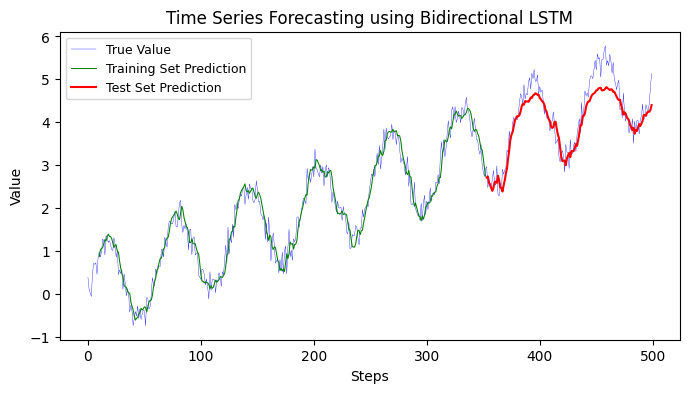 Time Series Forecasting using Bidirectional LSTM
True Value
Training Set Prediction
Test Set Prediction
Value
6
5
4
3
2
1
0
−1
0 100 200 300 400 500
Steps